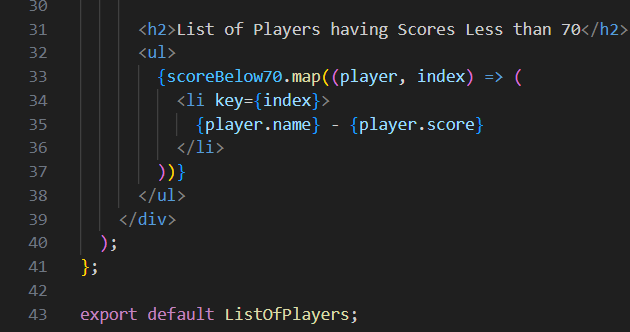 30
31 <h2>List of Players having Scores Less than 70</h2>
32 <ul>
33 {scoreBelow70.map((player, index) => (
34 <li key={index}>
35 {player.name} - {player.score}
36 </li>
37 ))}
38 </ul>
39 </div>
40 );
41 };
42
43 export default ListOfPlayers;